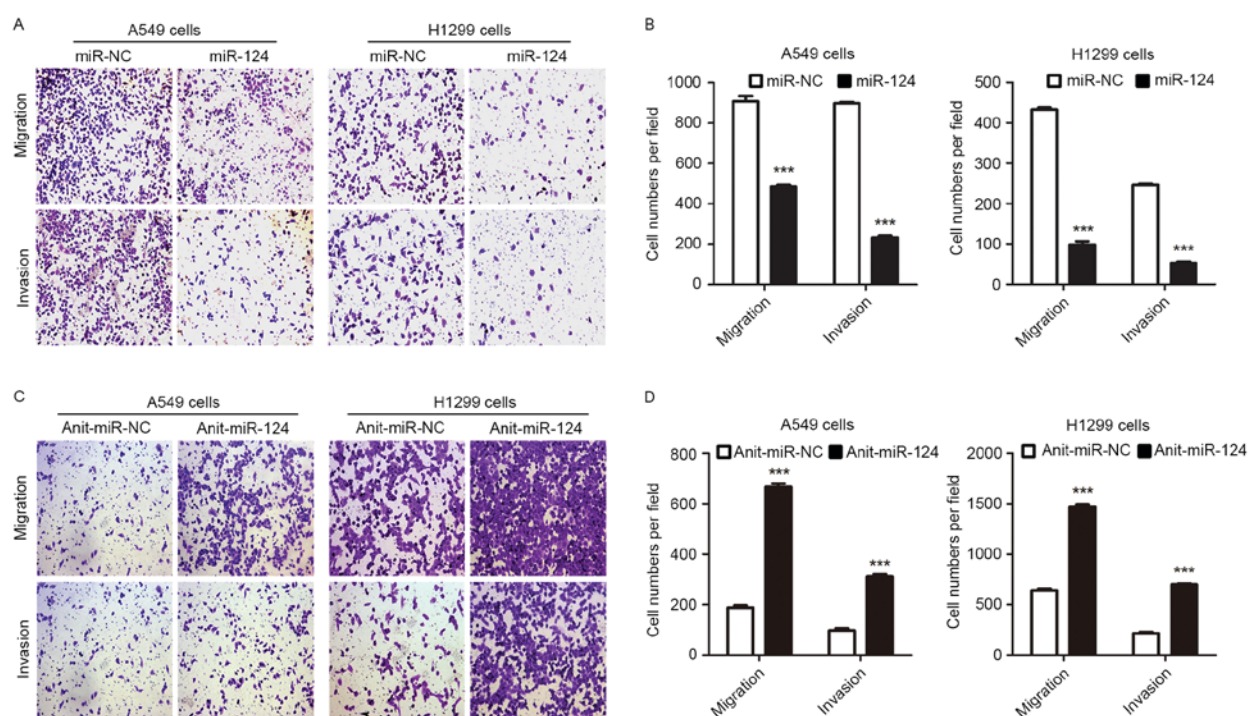 A
A549 cells
H1299 cells
miR-NC
miR-124
miR-NC
miR-124
Migration
Invasion
B
A549 cells
miR-NC
miR-124
Cell numbers per field
1000
800
600
400
200
0
***
***
Migration
Invasion
H1299 cells
miR-NC
miR-124
Cell numbers per field
500
400
300
200
100
0
***
***
Migration
Invasion
C
A549 cells
H1299 cells
Anit-miR-NC
Anit-miR-124
Anit-miR-NC
Anit-miR-124
Migration
Invasion
D
A549 cells
Anit-miR-NC
Anit-miR-124
Cell numbers per field
800
600
400
200
0
***
***
Migration
Invasion
H1299 cells
Anit-miR-NC
Anit-miR-124
Cell numbers per field
2000
1500
1000
500
0
***
***
Migration
Invasion